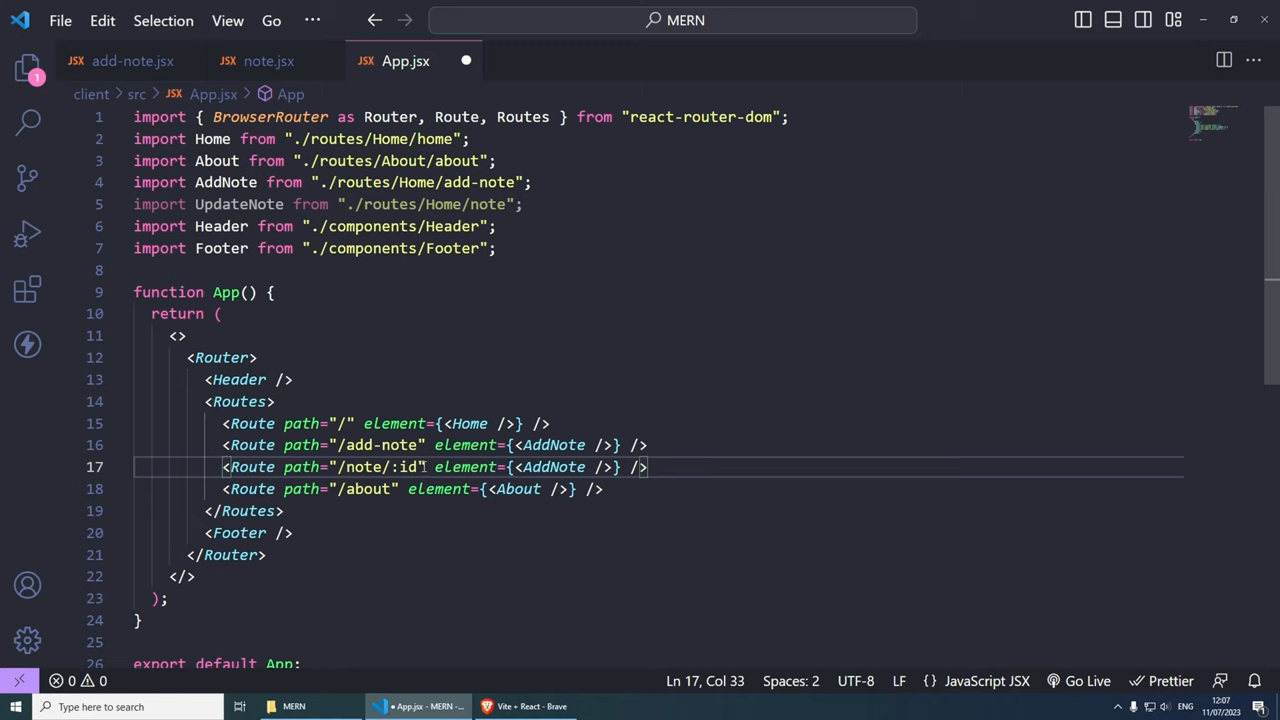 File Edit Selection View Go ··· MERN
JSX add-note.jsx JSX note.jsx JSX App.jsx
client > src > JSX App.jsx > App
1
1 import { BrowserRouter as Router, Route, Routes } from "react-router-dom";
2 import Home from "./routes/Home/home";
3 import About from "./routes/About/about";
4 import AddNote from "./routes/Home/add-note";
5 import UpdateNote from "./routes/Home/note";
6 import Header from "./components/Header";
7 import Footer from "./components/Footer";
8
9 function App() {
10 return (
11 <>
12 <Router>
13 <Header />
14 <Routes>
15 <Route path="/" element={<Home />} />
16 <Route path="/add-note" element={<AddNote />} />
17 <Route path="/note/:id" element={<AddNote />} />
18 <Route path="/about" element={<About />} />
19 </Routes>
20 <Footer />
21 </Router>
22 </>
23 );
24 }
25
26 export default App;
0 0 Ln 17, Col 33 Spaces: 2 UTF-8 LF {} JavaScript JSX Go Live Prettier
Type here to search MERN App.jsx - MERN -... Vite + React - Brave ENG 12:07
11/07/2023